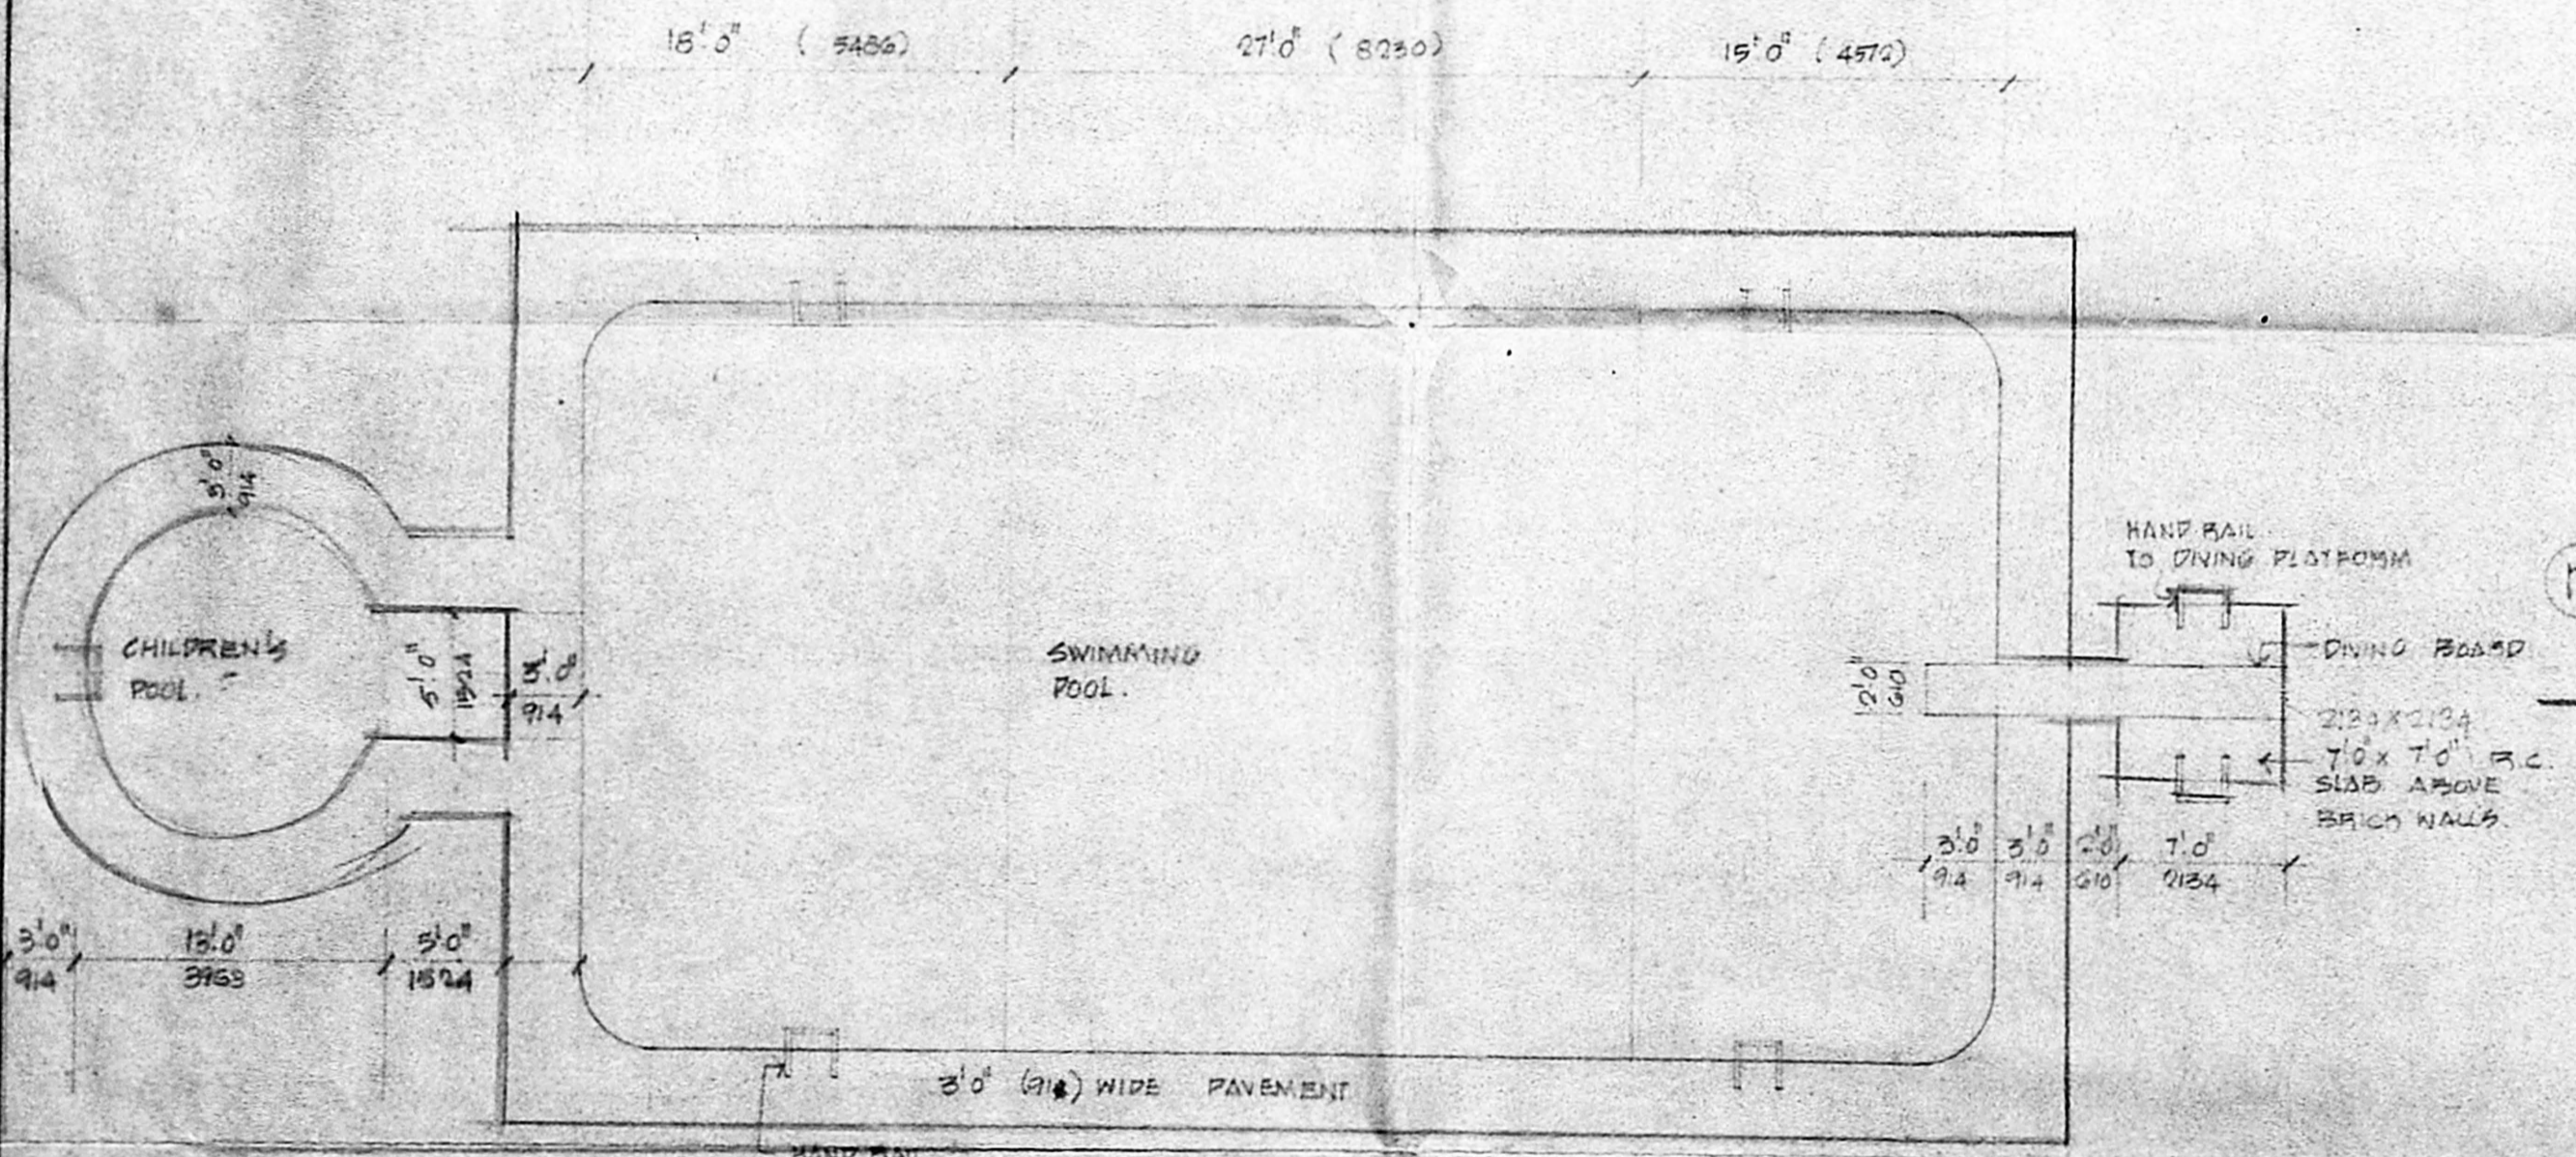 18'0" (5486)
27'0" (8230)
15'0" (4572)
3'0"
914
HAND RAIL
TO DIVING PLATFORM
CHILDREN'S
POOL.
5'0"
1524
3'0"
914
SWIMMING
POOL.
2'0"
610
DIVING BOARD
2134 X 2134
7'0" X 7'0" R.C.
SLAB ABOVE
BRICK WALLS.
3'0" 3'0" 2'0" 7'0"
914 914 610 2134
3'0" 13'0" 5'0"
914 3953 1524
3'0" (914) WIDE PAVEMENT
HAND RAIL